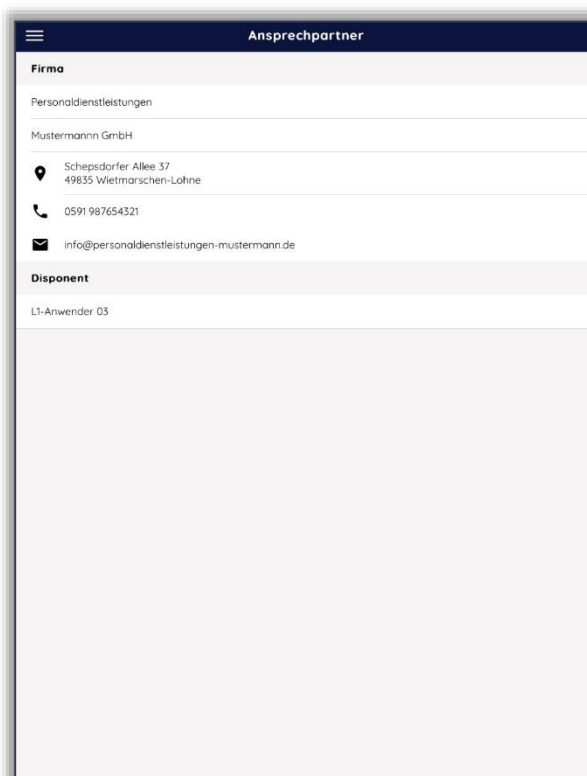 Ansprechpartner
Firma
Personaldienstleistungen
Mustermannn GmbH
Schepsdorfer Allee 37
49835 Wietmarschen-Lohne
0591 987654321
info@personaldienstleistungen-mustermann.de
Disponent
L1-Anwender 03